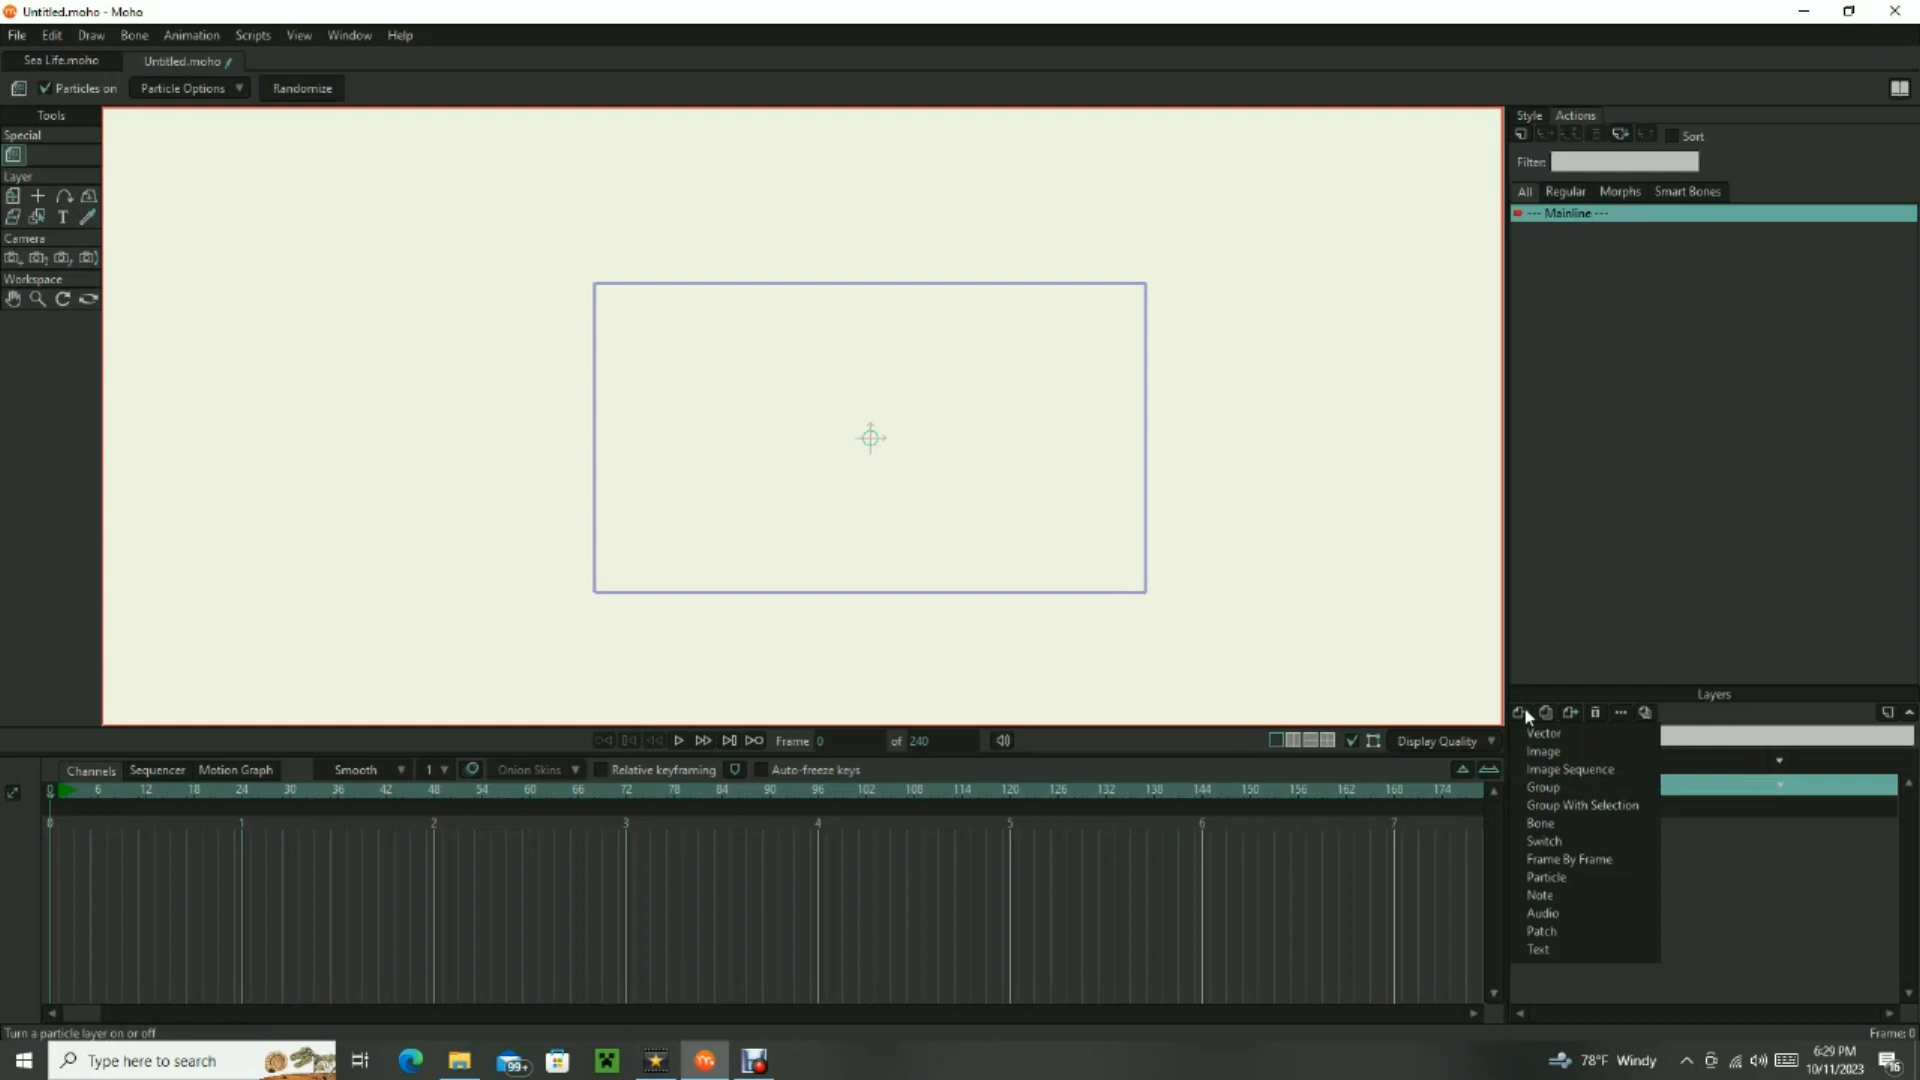 Untitled.moho - Moho
File Edit Draw Bone Animation Scripts View Window Help
Sea Life.moho Untitled.moho
Particles on Particle Options Randomize
Tools
Special
Layer
T
Camera
Workspace
Style Actions
Sort
Filter:
All Regular Morphs Smart Bones
--- Mainline ---
Layers
Vector
Image
Image Sequence
Group
Group With Selection
Bone
Switch
Frame By Frame
Particle
Note
Audio
Patch
Text
Frame 0 of 240 Display Quality
Channels Sequencer Motion Graph Smooth 1 Onion Skins Relative keyframing Auto-freeze keys
0 6 12 18 24 30 36 42 48 54 60 66 72 78 84 90 96 102 108 114 120 126 132 138 144 150 156 162 168 174
0 1 2 3 4 5 6 7
Turn a particle layer on or off
Frame: 0
Type here to search
99+
78°F Windy
6:29 PM
10/11/2023
16